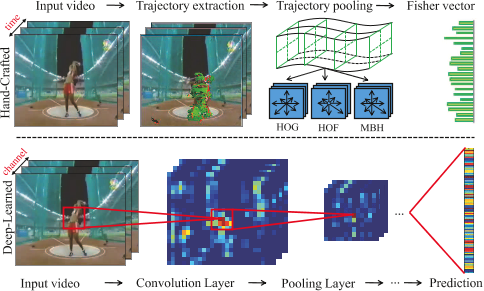 Input video → Trajectory extraction → Trajectory pooling → Fisher vector
time
Hand-Crafted
HOG HOF MBH
channel
Deep-Learned
...
Input video → Convolution Layer → Pooling Layer → ... → Prediction